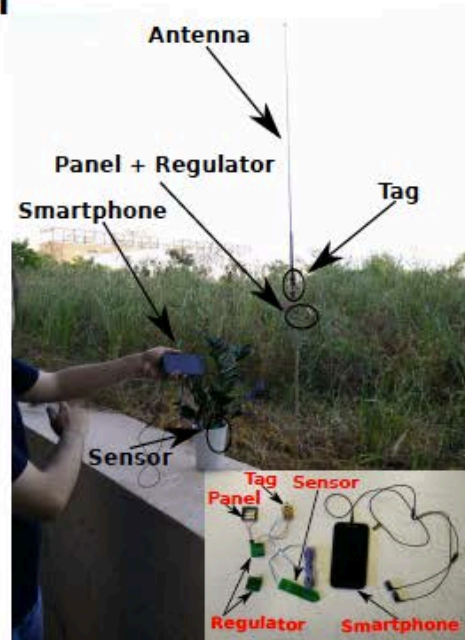 Antenna
Panel + Regulator
Tag
Smartphone
Sensor
Tag
Sensor
Panel
Regulator
Smartphone